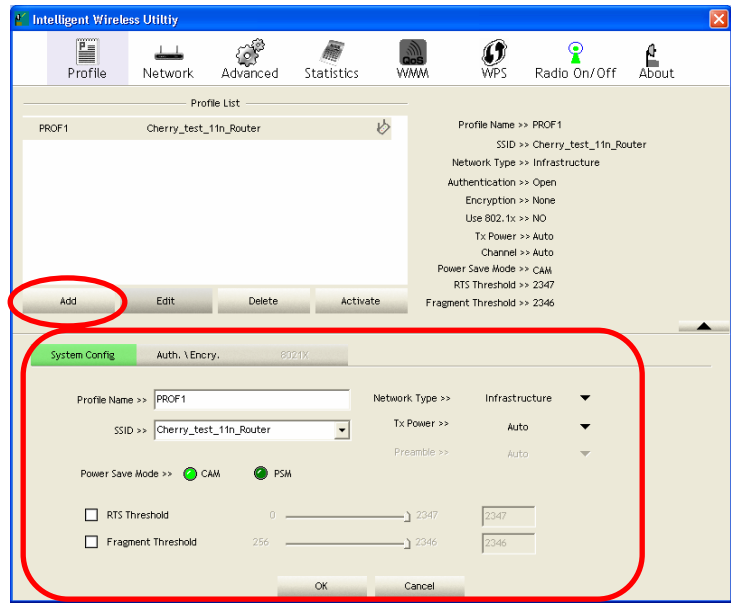 Intelligent Wireless Utiltiy
Profile Network Advanced Statistics QoS WMM WPS Radio On/Off About
Profile List
PROF1 Cherry_test_11n_Router
Profile Name >> PROF1
SSID >> Cherry_test_11n_Router
Network Type >> Infrastructure
Authentication >> Open
Encryption >> None
Use 802.1x >> NO
Tx Power >> Auto
Channel >> Auto
Power Save Mode >> CAM
RTS Threshold >> 2347
Fragment Threshold >> 2346
Add Edit Delete Activate
System Config Auth. \ Encry. 8021X
Profile Name >> PROF1 Network Type >> Infrastructure
SSID >> Cherry_test_11n_Router Tx Power >> Auto
Preamble >> Auto
Power Save Mode >> CAM PSM
RTS Threshold 0 2347 2347
Fragment Threshold 256 2346 2346
OK Cancel